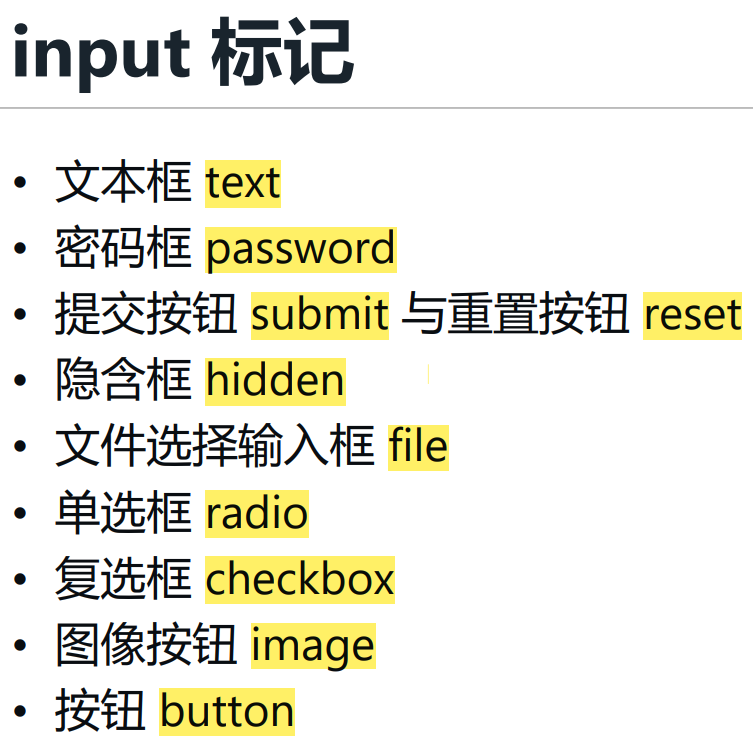 input 标记
• 文本框 text
• 密码框 password
• 提交按钮 submit 与重置按钮 reset
• 隐含框 hidden
• 文件选择输入框 file
• 单选框 radio
• 复选框 checkbox
• 图像按钮 image
• 按钮 button